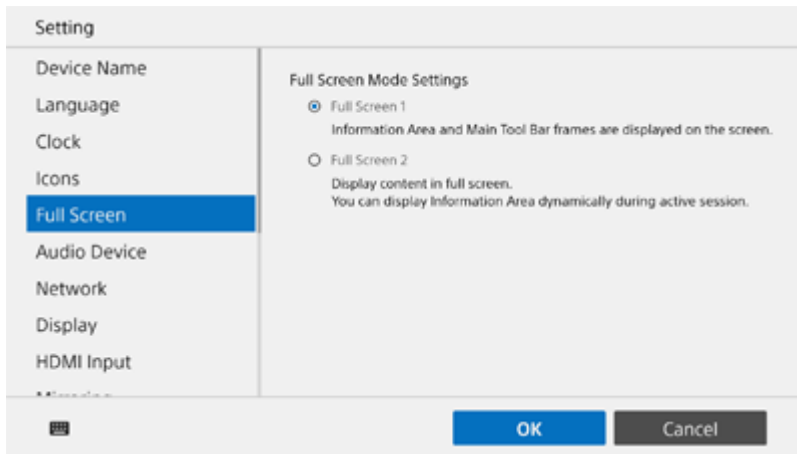 Setting
Device Name
Language
Clock
Icons
Full Screen
Audio Device
Network
Display
HDMI Input
Full Screen Mode Settings
Full Screen 1
Information Area and Main Tool Bar frames are displayed on the screen.
Full Screen 2
Display content in full screen.
You can display Information Area dynamically during active session.
OK
Cancel